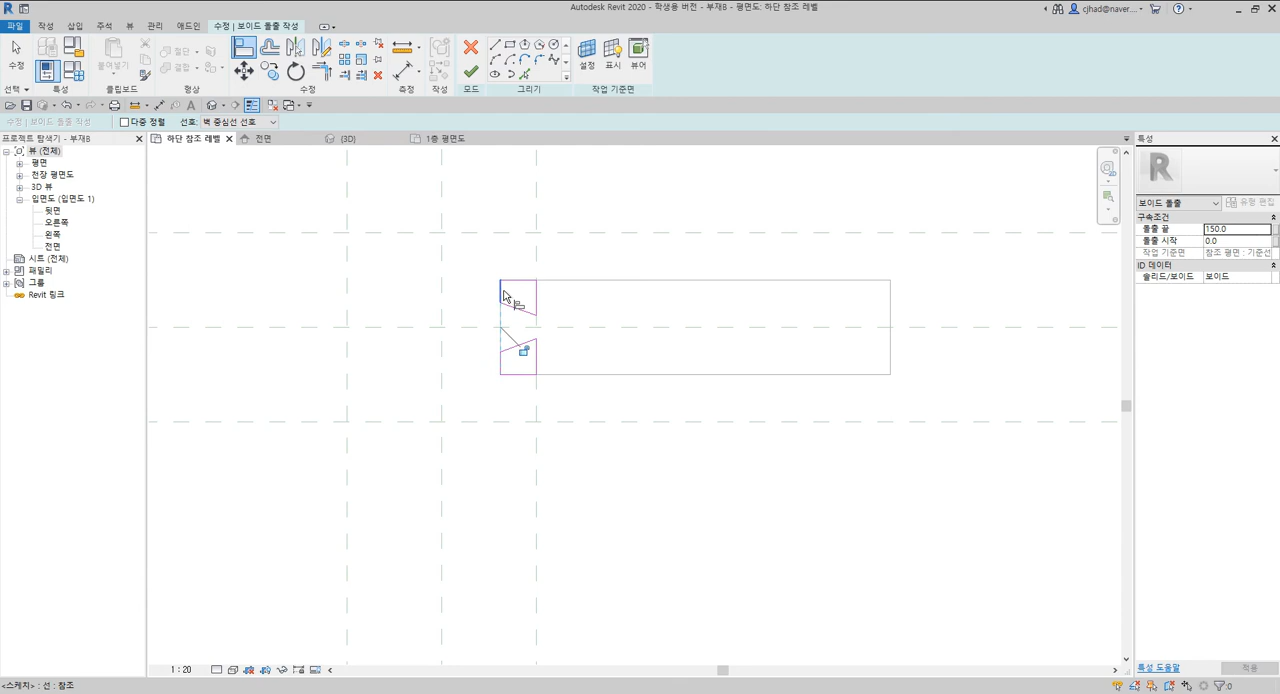 Autodesk Revit 2020 - 학생용 버전 - 부재B - 평면도: 하단 참조 레벨
cjhad@naver....
파일 작성 삽입 주석 뷰 관리 애드인 수정 | 보이드 돌출 작성
수정 붙여넣기 절단 결합 설정 표시 뷰어
선택 특성 클립보드 형상 수정 측정 작성 모드 그리기 작업 기준면
수정 | 보이드 돌출 작성 다중 정렬 선호: 벽 중심선 선호
프로젝트 탐색기 - 부재B 하단 참조 레벨 전면 (3D) 1층 평면도 특성
뷰 (전체)
평면
천장 평면도
3D 뷰
입면도 (입면도 1)
뒷면
오른쪽
왼쪽
전면
시트 (전체)
패밀리
그룹
Revit 링크
R
보이드 돌출 유형 편집
구속조건
돌출 끝 150.0
돌출 시작 0.0
작업 기준면 참조 평면 : 기준선
ID 데이터
솔리드/보이드 보이드
1 : 20
특성 도움말 적용
<스케치> : 선 : 참조
:0